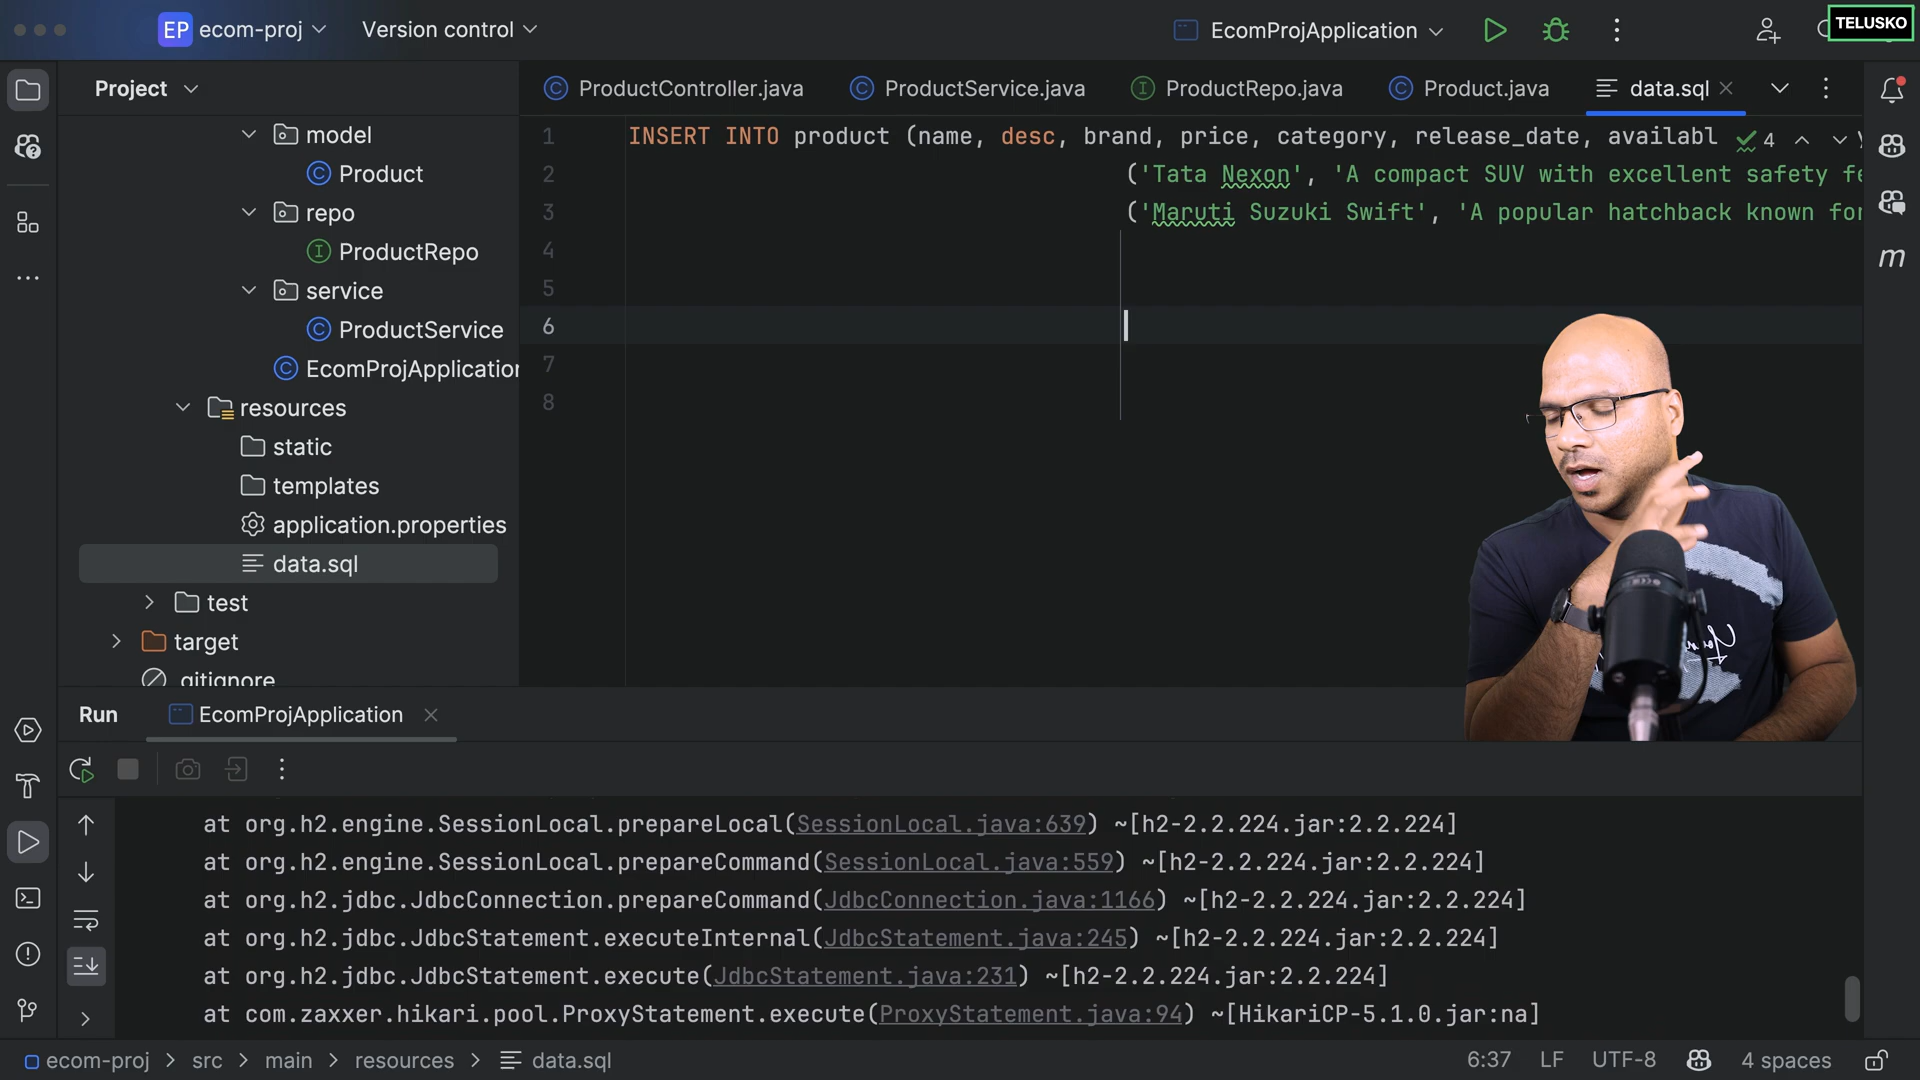 EP ecom-proj
Version control
EcomProjApplication
TELUSKO
Project
ProductController.java
ProductService.java
ProductRepo.java
Product.java
data.sql
model
Product
repo
ProductRepo
service
ProductService
EcomProjApplication
resources
static
templates
application.properties
data.sql
test
target
.gitignore
1 INSERT INTO product (name, desc, brand, price, category, release_date, availabl
4
2 ('Tata Nexon', 'A compact SUV with excellent safety fe
3 ('Maruti Suzuki Swift', 'A popular hatchback known for
4
5
6
7
8
Run
EcomProjApplication
at org.h2.engine.SessionLocal.prepareLocal(SessionLocal.java:639) ~[h2-2.2.224.jar:2.2.224]
at org.h2.engine.SessionLocal.prepareCommand(SessionLocal.java:559) ~[h2-2.2.224.jar:2.2.224]
at org.h2.jdbc.JdbcConnection.prepareCommand(JdbcConnection.java:1166) ~[h2-2.2.224.jar:2.2.224]
at org.h2.jdbc.JdbcStatement.executeInternal(JdbcStatement.java:245) ~[h2-2.2.224.jar:2.2.224]
at org.h2.jdbc.JdbcStatement.execute(JdbcStatement.java:231) ~[h2-2.2.224.jar:2.2.224]
at com.zaxxer.hikari.pool.ProxyStatement.execute(ProxyStatement.java:94) ~[HikariCP-5.1.0.jar:na]
ecom-proj > src > main > resources > data.sql
6:37 LF UTF-8 4 spaces